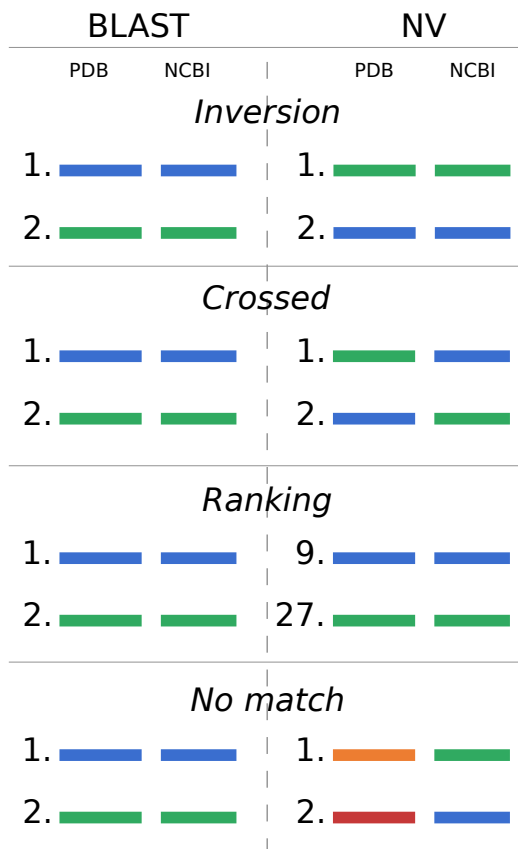 BLAST NV
PDB NCBI PDB NCBI
Inversion
1. 1.
2. 2.
Crossed
1. 1.
2. 2.
Ranking
1. 9.
2. 27.
No match
1. 1.
2. 2.